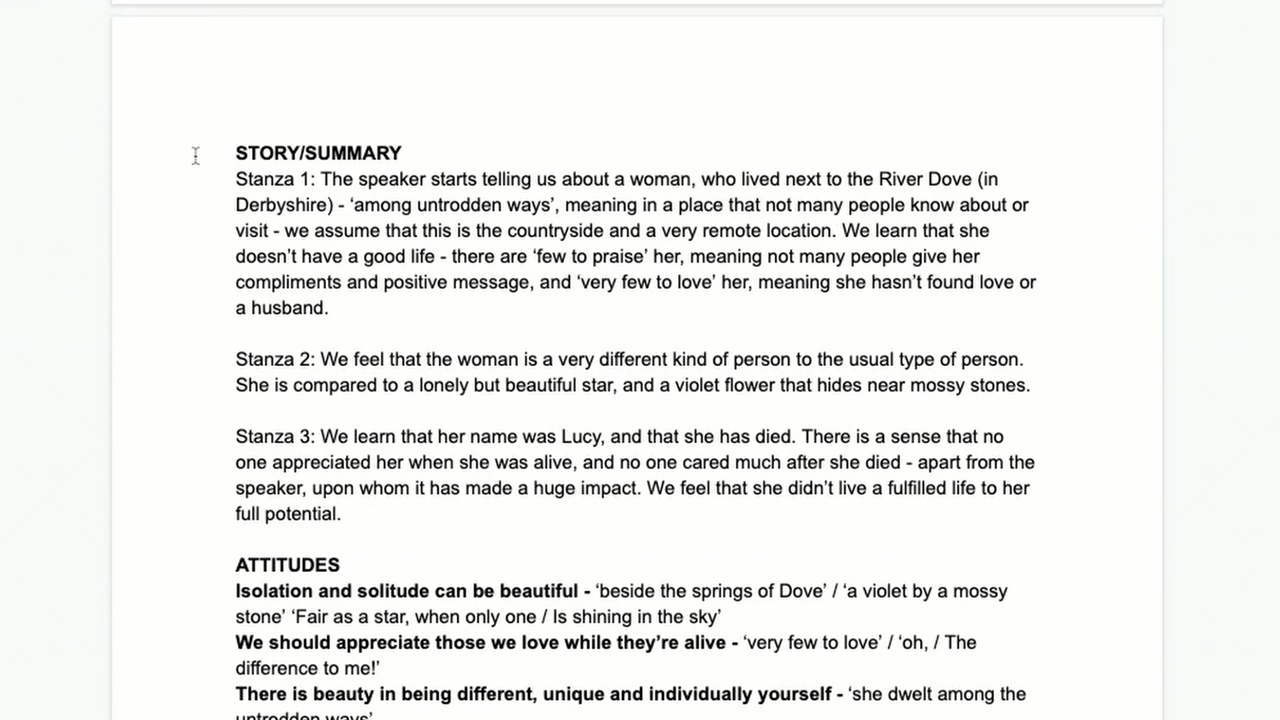 STORY/SUMMARY
Stanza 1: The speaker starts telling us about a woman, who lived next to the River Dove (in
Derbyshire) - ‘among untrodden ways’, meaning in a place that not many people know about or
visit - we assume that this is the countryside and a very remote location. We learn that she
doesn’t have a good life - there are ‘few to praise’ her, meaning not many people give her
compliments and positive message, and ‘very few to love’ her, meaning she hasn’t found love or
a husband.
Stanza 2: We feel that the woman is a very different kind of person to the usual type of person.
She is compared to a lonely but beautiful star, and a violet flower that hides near mossy stones.
Stanza 3: We learn that her name was Lucy, and that she has died. There is a sense that no
one appreciated her when she was alive, and no one cared much after she died - apart from the
speaker, upon whom it has made a huge impact. We feel that she didn’t live a fulfilled life to her
full potential.
ATTITUDES
Isolation and solitude can be beautiful - ‘beside the springs of Dove’ / ‘a violet by a mossy
stone’ ‘Fair as a star, when only one / Is shining in the sky’
We should appreciate those we love while they’re alive - ‘very few to love’ / ‘oh, / The
difference to me!’
There is beauty in being different, unique and individually yourself - ‘she dwelt among the
untrodden ways’